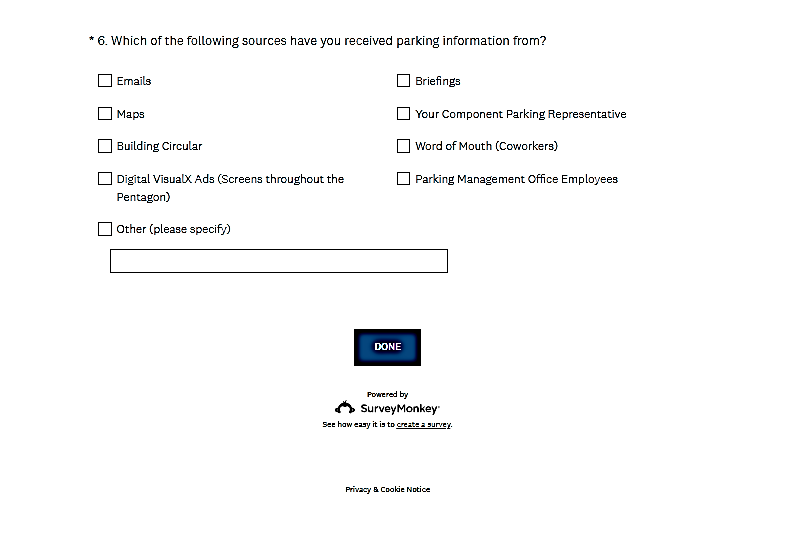 * 6. Which of the following sources have you received parking information from?
Emails
Briefings
Maps
Your Component Parking Representative
Building Circular
Word of Mouth (Coworkers)
Digital VisualX Ads (Screens throughout the
Pentagon)
Parking Management Office Employees
Other (please specify)
DONE
Powered by
SurveyMonkey®
See how easy it is to create a survey.
Privacy & Cookie Notice